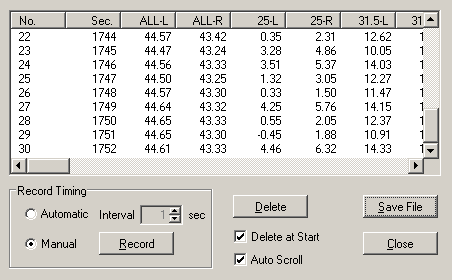 No. Sec. ALL-L ALL-R 25-L 25-R 31.5-L 31
22 1744 44.57 43.42 0.35 2.31 12.62 1
23 1745 44.47 43.24 3.28 4.86 10.05 1
24 1746 44.56 43.33 3.51 5.37 14.03 1
25 1747 44.50 43.25 1.32 3.05 12.27 1
26 1748 44.57 43.30 0.33 1.50 11.47 1
27 1749 44.64 43.32 4.25 5.76 14.15 1
28 1750 44.65 43.33 0.55 2.05 12.37 1
29 1751 44.65 43.30 -0.45 1.88 10.91 1
30 1752 44.61 43.33 4.46 6.32 14.33 1
Record Timing
Automatic Interval 1 sec
Manual Record
Delete Save File
Delete at Start Close
Auto Scroll